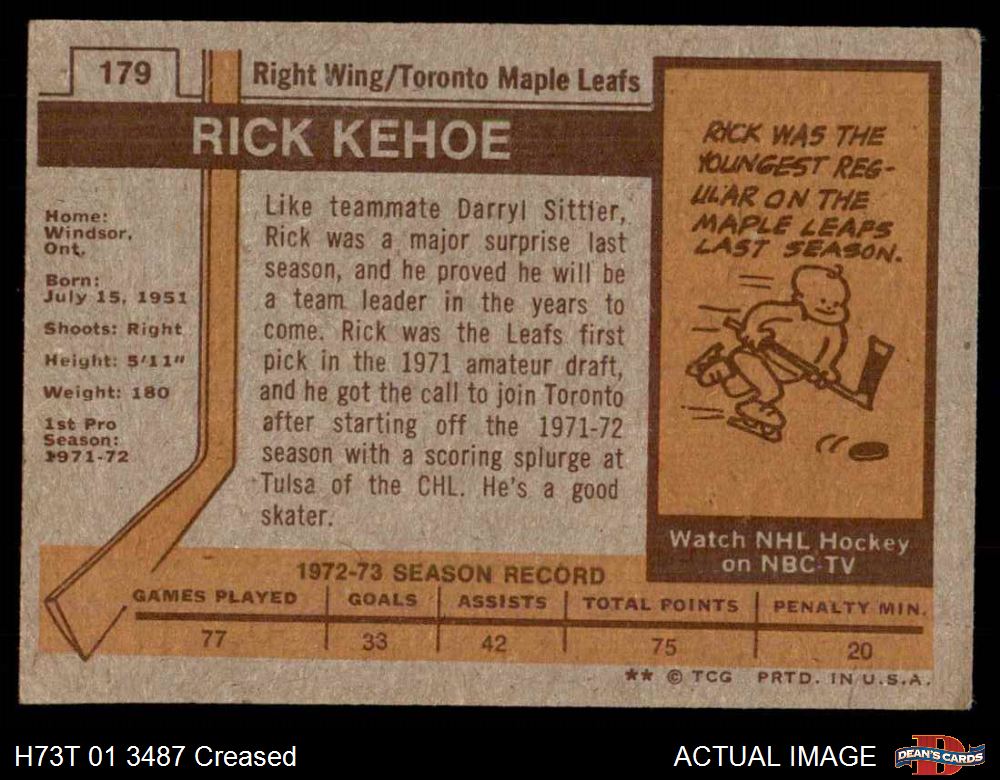 179
Right Wing/Toronto Maple Leafs
RICK KEHOE
Home:
Windsor,
Ont.
Born:
July 15, 1951
Shoots: Right
Height: 5'11"
Weight: 180
1st Pro
Season:
1971-72
Like teammate Darryl Sittler,
Rick was a major surprise last
season, and he proved he will be
a team leader in the years to
come. Rick was the Leafs first
pick in the 1971 amateur draft,
and he got the call to join Toronto
after starting off the 1971-72
season with a scoring splurge at
Tulsa of the CHL. He's a good
skater.
RICK WAS THE
YOUNGEST REG-
ULAR ON THE
MAPLE LEAFS
LAST SEASON.
Watch NHL Hockey
on NBC-TV
1972-73 SEASON RECORD
GAMES PLAYED GOALS ASSISTS TOTAL POINTS PENALTY MIN.
77 33 42 75 20
** © TCG PRTD. IN U.S.A.
H73T 01 3487 Creased
ACTUAL IMAGE
DEAN'S CARDS